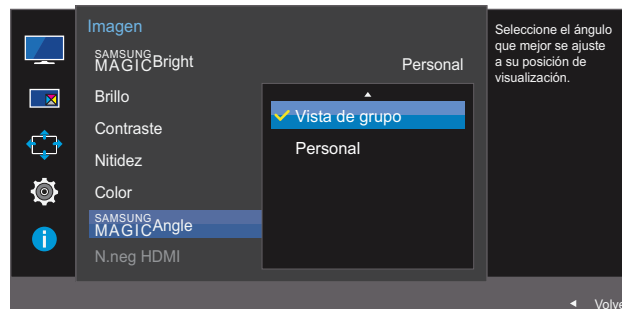 Imagen
SAMSUNG
MAGICBright Personal
Brillo
Contraste
Nitidez
Color
SAMSUNG
MAGICAngle
N.neg HDMI
Vista de grupo
Personal
Seleccione el ángulo
que mejor se ajuste
a su posición de
visualización.
Volve